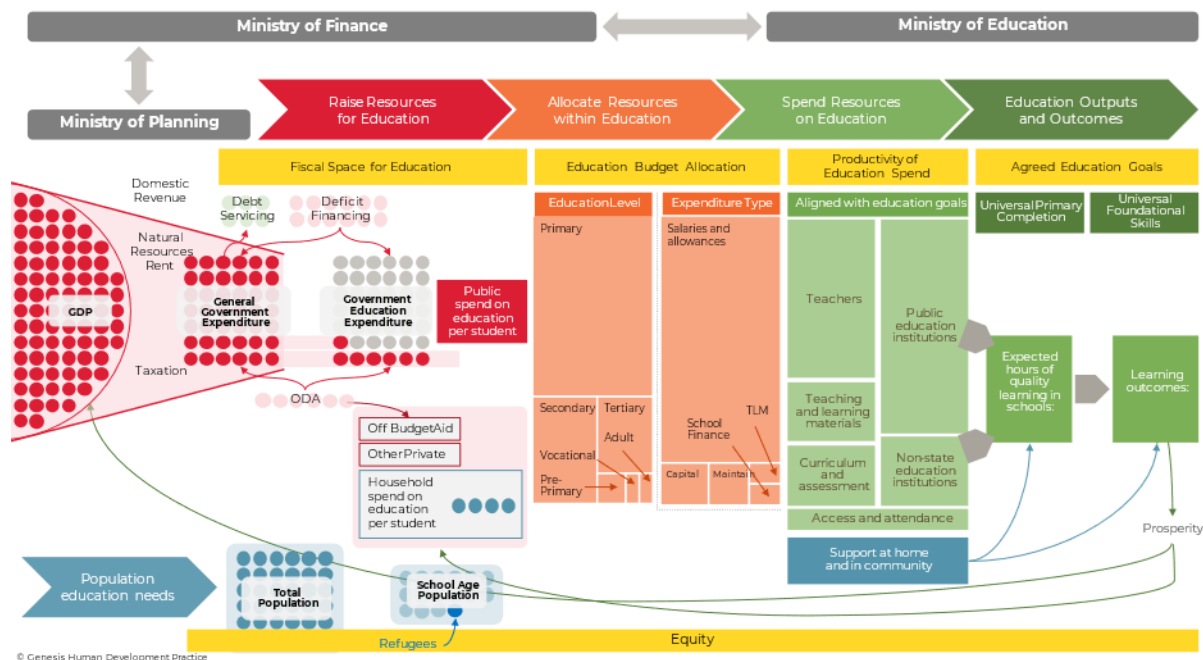 Ministry of Finance
Ministry of Education
Ministry of Planning
Raise Resources
for Education
Allocate Resources
within Education
Spend Resources
on Education
Education Outputs
and Outcomes
Fiscal Space for Education
Education Budget Allocation
Productivity of
Education Spend
Agreed Education Goals
Domestic
Revenue
Debt
Servicing
Deficit
Financing
Natural
Resources
Rent
GDP
General
Government
Expenditure
Government
Education
Expenditure
Public
spend on
education
per student
Taxation
ODA
Off BudgetAid
OtherPrivate
Household
spend on
education
per student
EducationLevel
Primary
Secondary
Tertiary
Adult
Vocational
Pre-
Primary
Expenditure Type
Salaries and
allowances
TLM
School
Finance
Capital
Maintain
Aligned with education goals
Teachers
Teaching and
learning
materials
Curriculum
and
assessment
Public
education
institutions
Non-state
education
institutions
Access and attendance
Support at home
and in community
Universal Primary
Completion
Universal
Foundational
Skills
Expected
hours of
quality
learning in
schools:
Learning
outcomes:
Prosperity
Population
education needs
Total
Population
School Age
Population
Refugees
Equity
© Genesis Human Development Practice